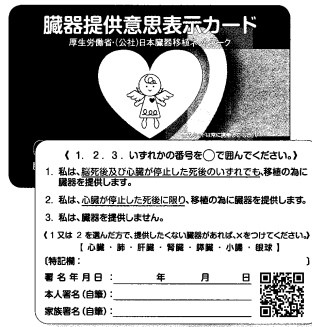 臓器提供意思表示カード
厚生労働省・(公社)日本臓器移植ネットワーク
《 1. 2. 3. いずれかの番号を○で囲んでください。》
1. 私は、脳死後及び心臓が停止した死後のいずれでも、移植の為に
臓器を提供します。
2. 私は、心臓が停止した死後に限り、移植の為に臓器を提供します。
3. 私は、臓器を提供しません。
《1 又は 2 を選んだ方で、提供したくない臓器があれば、×をつけてください。》
【 心臓・肺・肝臓・腎臓・膵臓・小腸・眼球 】
〔特記欄: 〕
署名年月日: 年 月 日
本人署名(自筆):
家族署名(自筆):